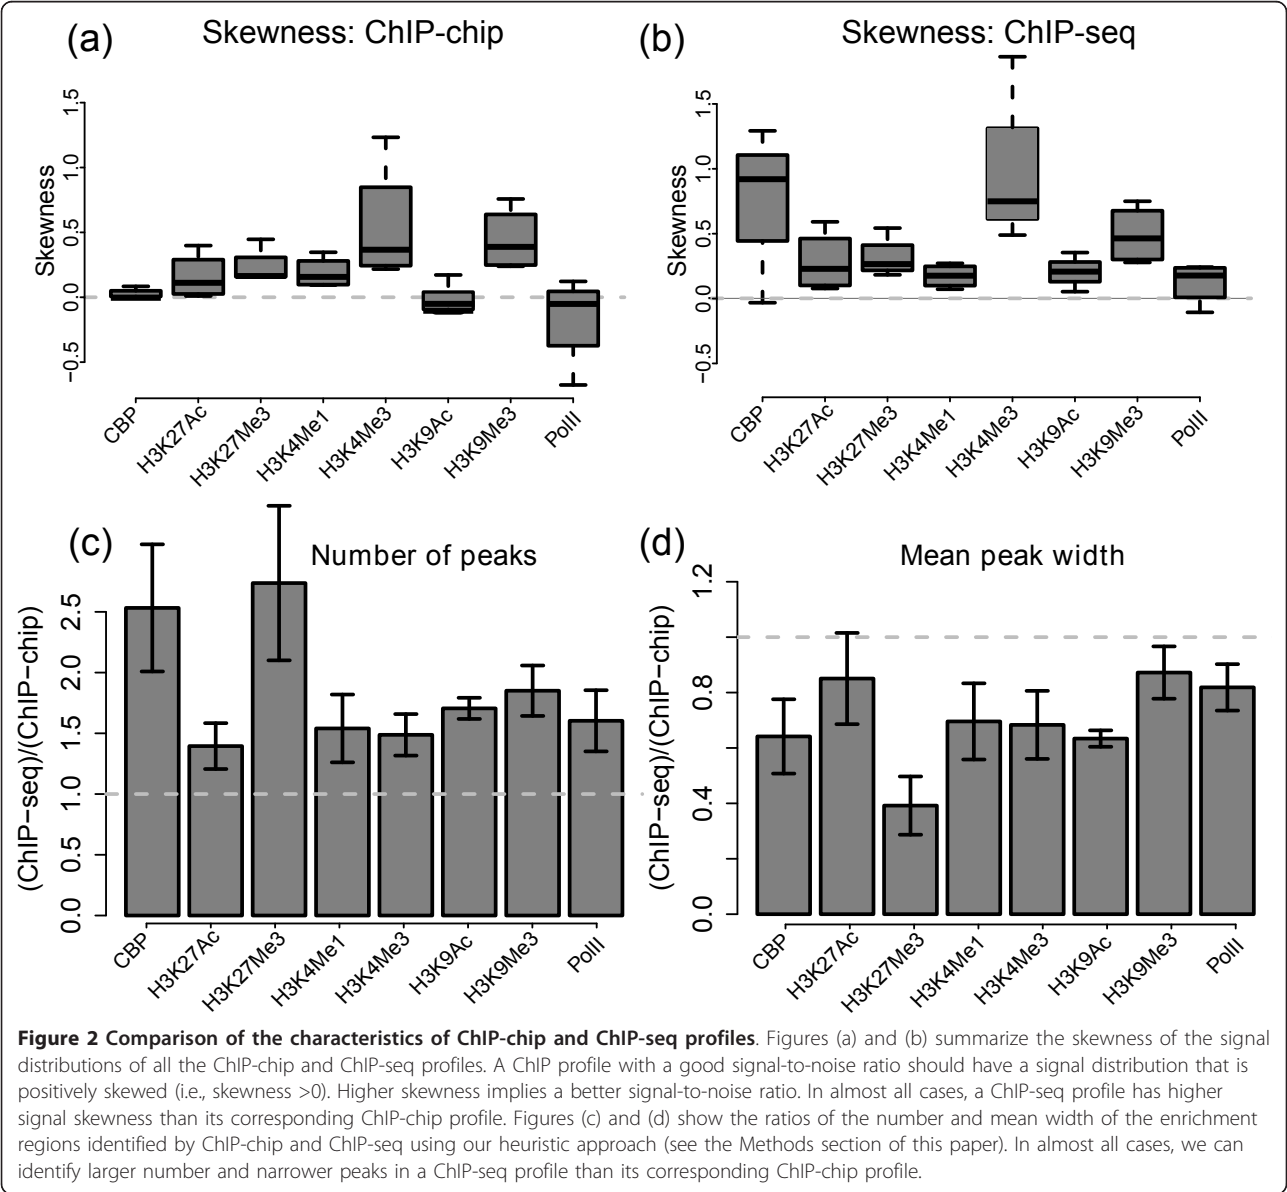 (a) Skewness: ChIP-chip
Skewness
1.5
1.0
0.5
0.0
−0.5
CBP
H3K27Ac
H3K27Me3
H3K4Me1
H3K4Me3
H3K9Ac
H3K9Me3
PolII
(b) Skewness: ChIP-seq
Skewness
1.5
1.0
0.5
0.0
−0.5
CBP
H3K27Ac
H3K27Me3
H3K4Me1
H3K4Me3
H3K9Ac
H3K9Me3
PolII
(c) Number of peaks
(ChIP−seq)/(ChIP−chip)
2.5
2.0
1.5
1.0
0.5
0.0
CBP
H3K27Ac
H3K27Me3
H3K4Me1
H3K4Me3
H3K9Ac
H3K9Me3
PolII
(d) Mean peak width
(ChIP−seq)/(ChIP−chip)
1.2
0.8
0.4
0.0
CBP
H3K27Ac
H3K27Me3
H3K4Me1
H3K4Me3
H3K9Ac
H3K9Me3
PolII
Figure 2 Comparison of the characteristics of ChIP-chip and ChIP-seq profiles. Figures (a) and (b) summarize the skewness of the signal
distributions of all the ChIP-chip and ChIP-seq profiles. A ChIP profile with a good signal-to-noise ratio should have a signal distribution that is
positively skewed (i.e., skewness >0). Higher skewness implies a better signal-to-noise ratio. In almost all cases, a ChIP-seq profile has higher
signal skewness than its corresponding ChIP-chip profile. Figures (c) and (d) show the ratios of the number and mean width of the enrichment
regions identified by ChIP-chip and ChIP-seq using our heuristic approach (see the Methods section of this paper). In almost all cases, we can
identify larger number and narrower peaks in a ChIP-seq profile than its corresponding ChIP-chip profile.